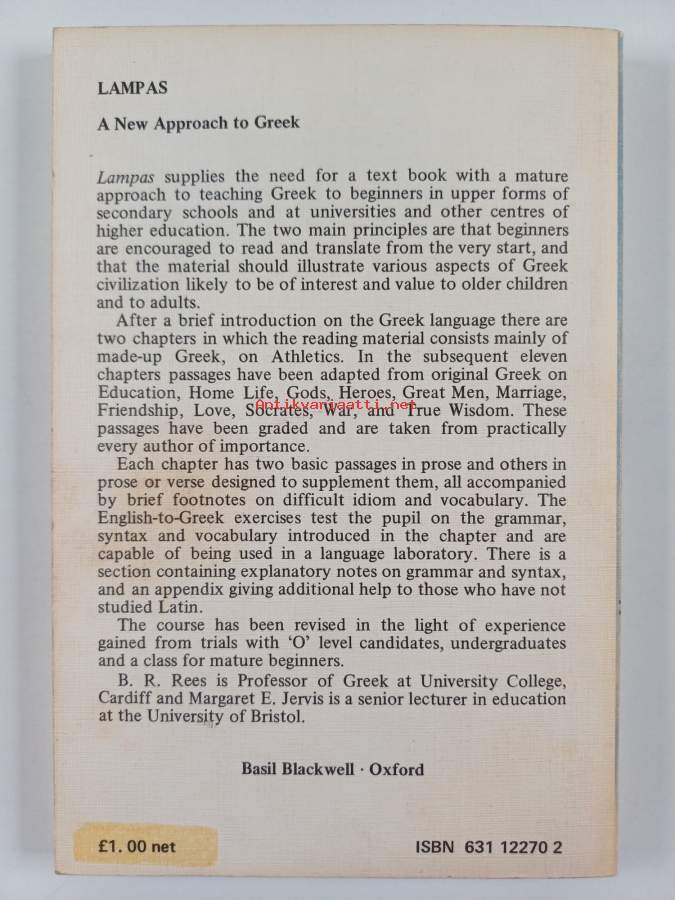 LAMPAS
A New Approach to Greek
Lampas supplies the need for a text book with a mature
approach to teaching Greek to beginners in upper forms of
secondary schools and at universities and other centres of
higher education. The two main principles are that beginners
are encouraged to read and translate from the very start, and
that the material should illustrate various aspects of Greek
civilization likely to be of interest and value to older children
and to adults.
After a brief introduction on the Greek language there are
two chapters in which the reading material consists mainly of
made-up Greek, on Athletics. In the subsequent eleven
chapters passages have been adapted from original Greek on
Education, Home Life, Gods, Heroes, Great Men, Marriage,
Antikvariaatti.net
Friendship, Love, Socrates, War, and True Wisdom. These
passages have been graded and are taken from practically
every author of importance.
Each chapter has two basic passages in prose and others in
prose or verse designed to supplement them, all accompanied
by brief footnotes on difficult idiom and vocabulary. The
English-to-Greek exercises test the pupil on the grammar,
syntax and vocabulary introduced in the chapter and are
capable of being used in a language laboratory. There is a
section containing explanatory notes on grammar and syntax,
and an appendix giving additional help to those who have not
studied Latin.
The course has been revised in the light of experience
gained from trials with ‘O’ level candidates, undergraduates
and a class for mature beginners.
B. R. Rees is Professor of Greek at University College,
Cardiff and Margaret E. Jervis is a senior lecturer in education
at the University of Bristol.
Basil Blackwell · Oxford
£1.00 net
ISBN 631 12270 2